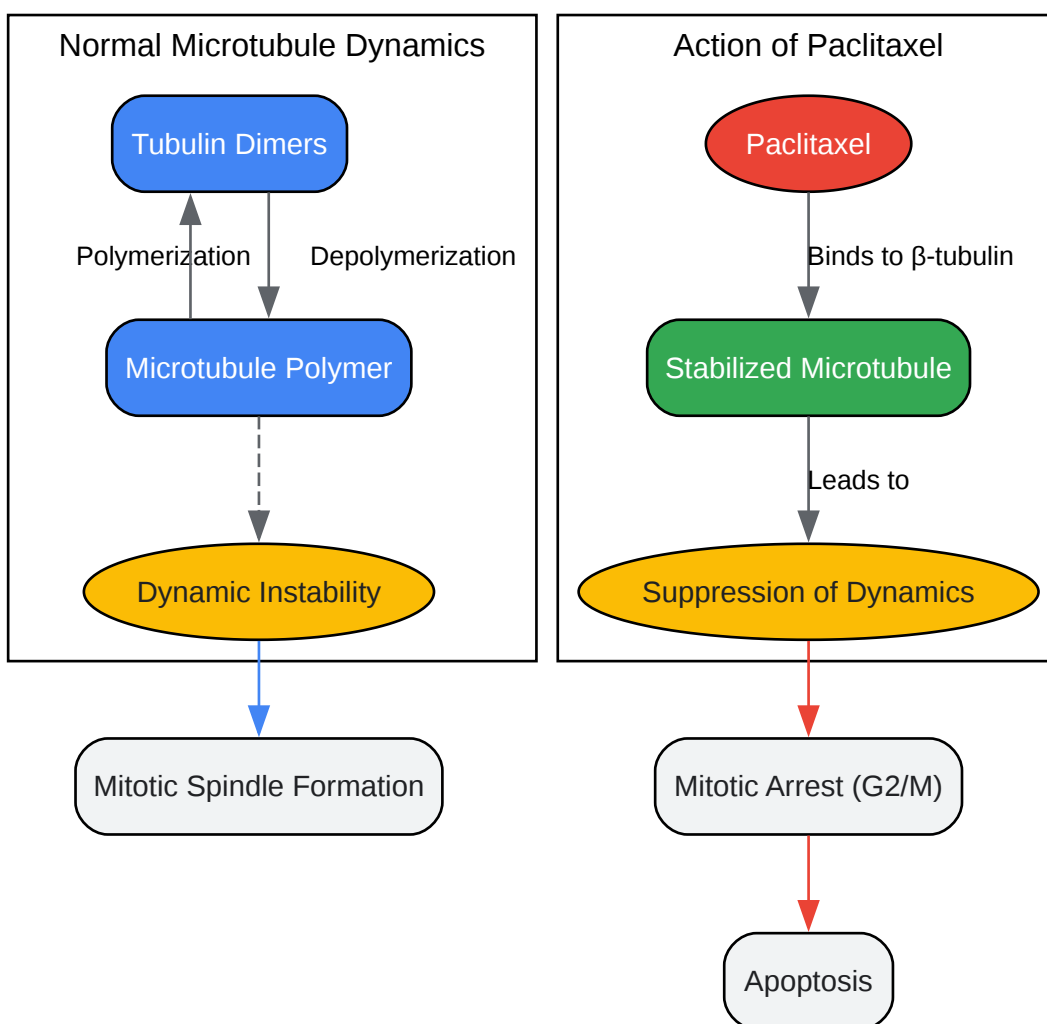 Normal Microtubule Dynamics
Tubulin Dimers
Polymerization
Depolymerization
Microtubule Polymer
Dynamic Instability
Mitotic Spindle Formation
Action of Paclitaxel
Paclitaxel
Binds to β-tubulin
Stabilized Microtubule
Leads to
Suppression of Dynamics
Mitotic Arrest (G2/M)
Apoptosis